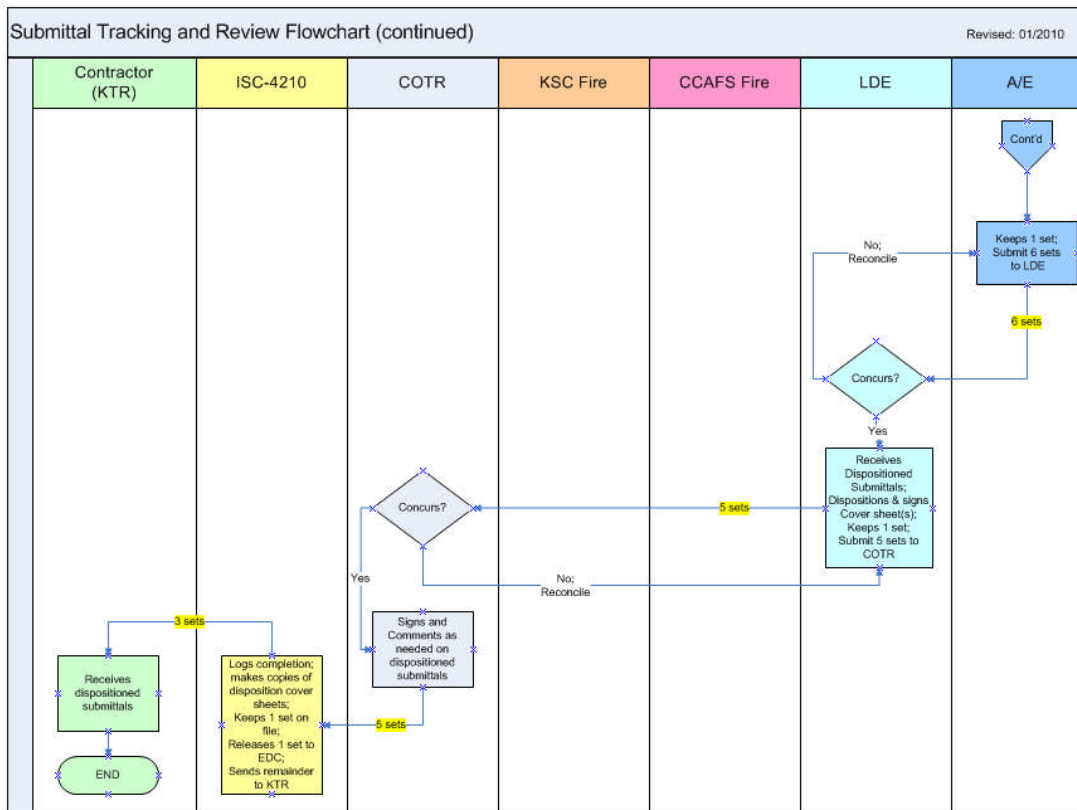 Submittal Tracking and Review Flowchart (continued)
Revised: 01/2010
Contractor
(KTR)
ISC-4210
COTR
KSC Fire
CCAFS Fire
LDE
A/E
Cont'd
Keeps 1 set;
Submit 6 sets
to LDE
No;
Reconcile
6 sets
Concurs?
Yes
Receives
Dispositioned
Submittals;
Dispositions & signs
Cover sheet(s);
Keeps 1 set;
Submit 5 sets to
COTR
5 sets
Concurs?
Yes
No;
Reconcile
Signs and
Comments as
needed on
dispositioned
submittals
5 sets
Logs completion;
makes copies of
disposition cover
sheets;
Keeps 1 set on
file;
Releases 1 set to
EDC;
Sends remainder
to KTR
3 sets
Receives
dispositioned
submittals
END